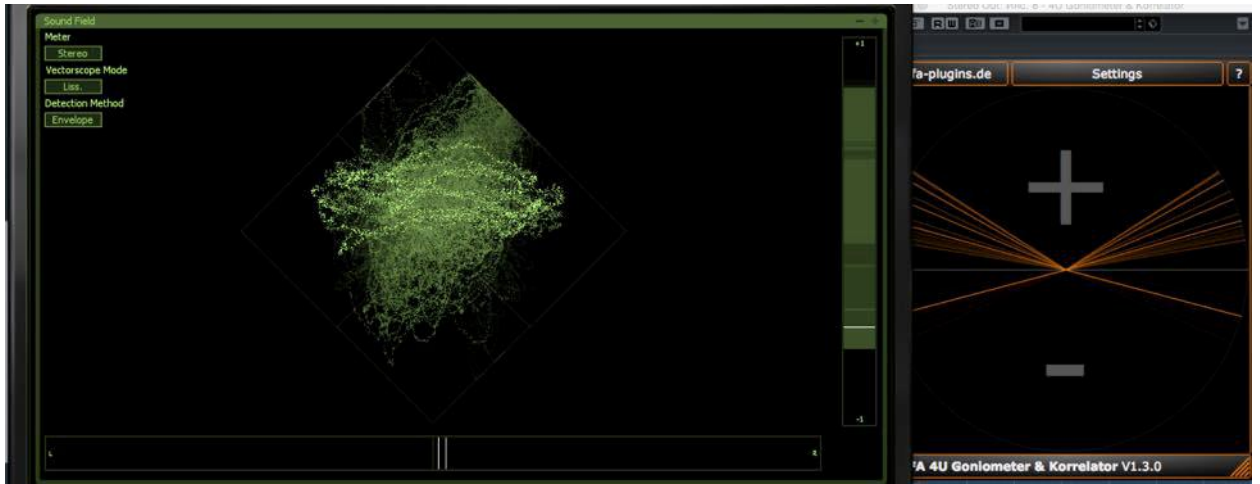 Sound Field
Meter
Stereo
Vectorscope Mode
Liss.
Detection Method
Envelope
+1
-1
L
R
R W
fa-plugins.de
Settings
?
FA 4U Goniometer & Korrelator V1.3.0